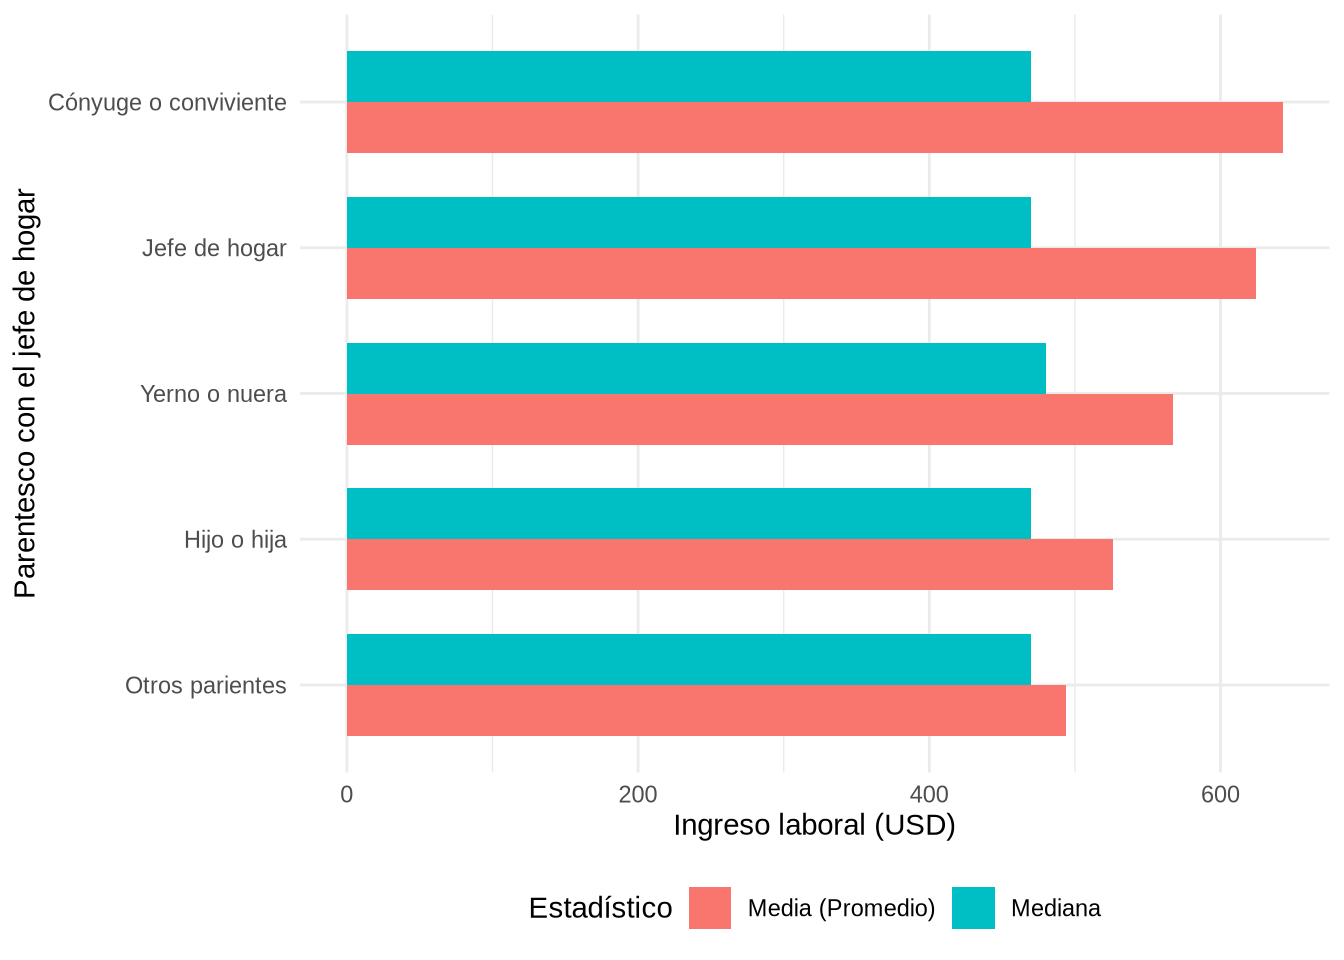 Parentesco con el jefe de hogar
Cónyuge o conviviente
Jefe de hogar
Yerno o nuera
Hijo o hija
Otros parientes
0 200 400 600
Ingreso laboral (USD)
Estadístico Media (Promedio) Mediana